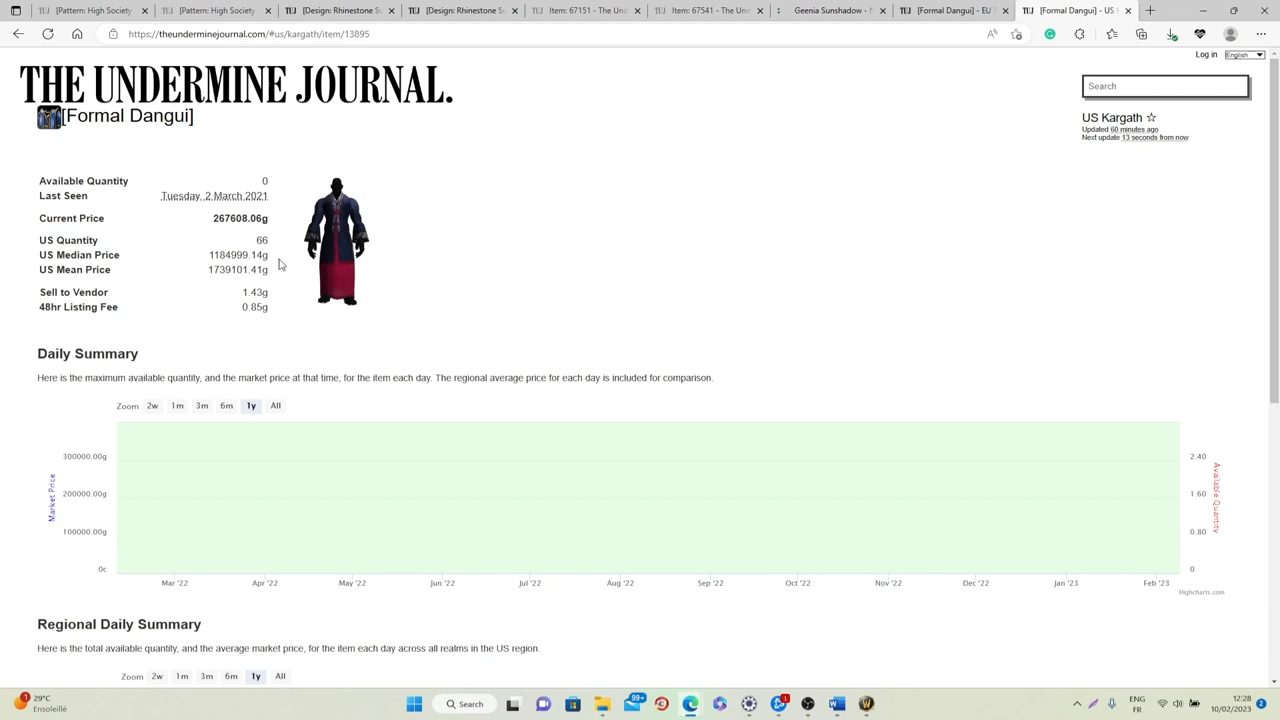 [Pattern: High Society
[Pattern: High Society
[Design: Rhinestone S
[Design: Rhinestone Su
Item: 67151 - The Un
Item: 67541 - The Und
Geenia Sunshadow - N
[Formal Dangui] - EU
[Formal Dangui] - US
https://theunderminejournal.com/#us/kargath/item/13895
Log in
English
THE UNDERMINE JOURNAL.
[Formal Dangui]
Search
US Kargath ☆
Updated 60 minutes ago
Next update 13 seconds from now
Available Quantity 0
Last Seen Tuesday, 2 March 2021
Current Price 267608.06g
US Quantity 66
US Median Price 1184999.14g
US Mean Price 1739101.41g
Sell to Vendor 1.43g
48hr Listing Fee 0.85g
Daily Summary
Here is the maximum available quantity, and the market price at that time, for the item each day. The regional average price for each day is included for comparison.
Zoom 2w 1m 3m 6m 1y All
Market Price
300000.00g
200000.00g
100000.00g
0c
2.40
1.60
0.80
0
Available Quantity
Mar '22 Apr '22 May '22 Jun '22 Jul '22 Aug '22 Sep '22 Oct '22 Nov '22 Dec '22 Jan '23 Feb '23
Highcharts.com
Regional Daily Summary
Here is the total available quantity, and the average market price, for the item each day across all realms in the US region.
Zoom 2w 1m 3m 6m 1y All
1
29°C
Ensoleillé
Search
99+
1
ENG
FR
12:28
10/02/2023
2